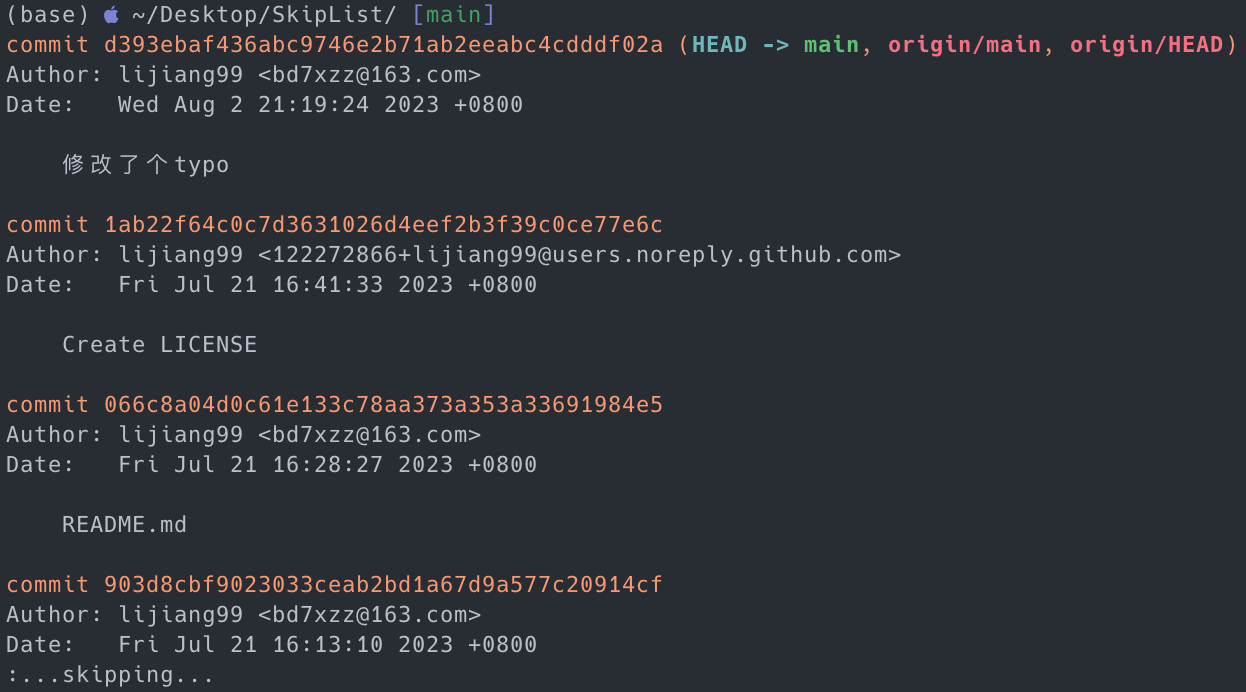 (base)  ~/Desktop/SkipList/ [main]
commit d393ebaf436abc9746e2b71ab2eeabc4cdddf02a (HEAD -> main, origin/main, origin/HEAD)
Author: lijiang99 <bd7xzz@163.com>
Date:   Wed Aug 2 21:19:24 2023 +0800
修改了个typo
commit 1ab22f64c0c7d3631026d4eef2b3f39c0ce77e6c
Author: lijiang99 <122272866+lijiang99@users.noreply.github.com>
Date:   Fri Jul 21 16:41:33 2023 +0800
Create LICENSE
commit 066c8a04d0c61e133c78aa373a353a33691984e5
Author: lijiang99 <bd7xzz@163.com>
Date:   Fri Jul 21 16:28:27 2023 +0800
README.md
commit 903d8cbf9023033ceab2bd1a67d9a577c20914cf
Author: lijiang99 <bd7xzz@163.com>
Date:   Fri Jul 21 16:13:10 2023 +0800
:...skipping...